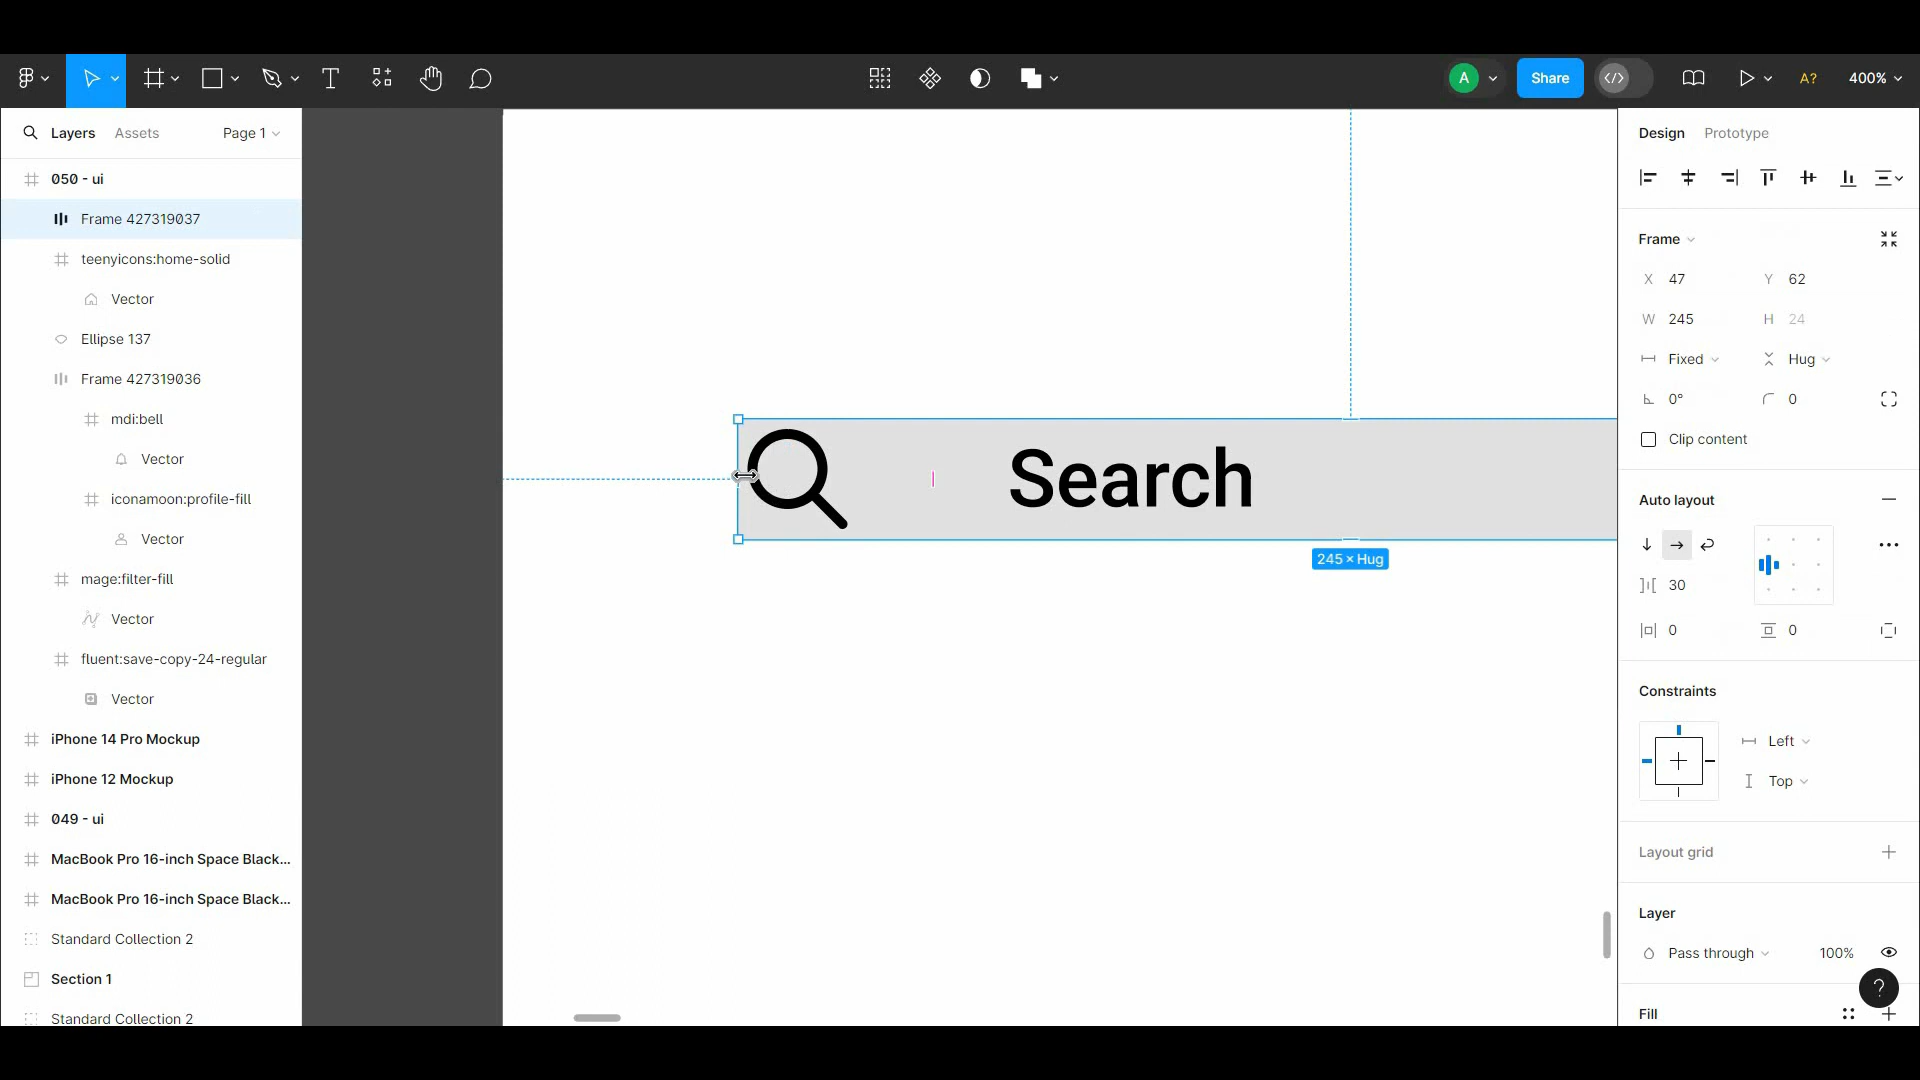 A
Share
A?
400%
Layers
Assets
Page 1
050 - ui
Frame 427319037
teenyicons:home-solid
Vector
Ellipse 137
Frame 427319036
mdi:bell
Vector
iconamoon:profile-fill
Vector
mage:filter-fill
Vector
fluent:save-copy-24-regular
Vector
iPhone 14 Pro Mockup
iPhone 12 Mockup
049 - ui
MacBook Pro 16-inch Space Black...
MacBook Pro 16-inch Space Black...
Standard Collection 2
Section 1
Standard Collection 2
Search
245 × Hug
Design
Prototype
Frame
X 47
Y 62
W 245
H 24
Fixed
Hug
0°
0
Clip content
Auto layout
30
0
0
Constraints
Left
Top
Layout grid
Layer
Pass through
100%
?
Fill